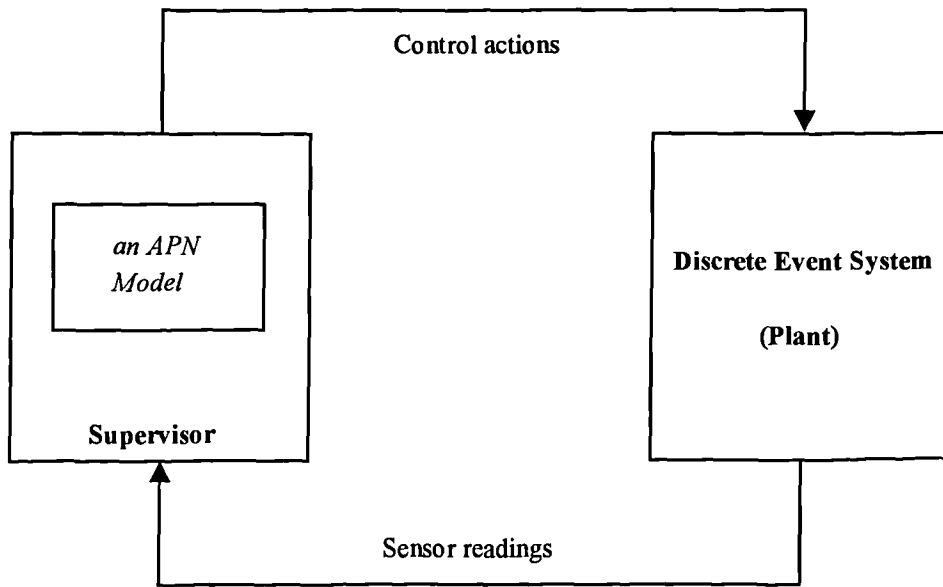 Control actions
an APN
Model
Supervisor
Discrete Event System
(Plant)
Sensor readings